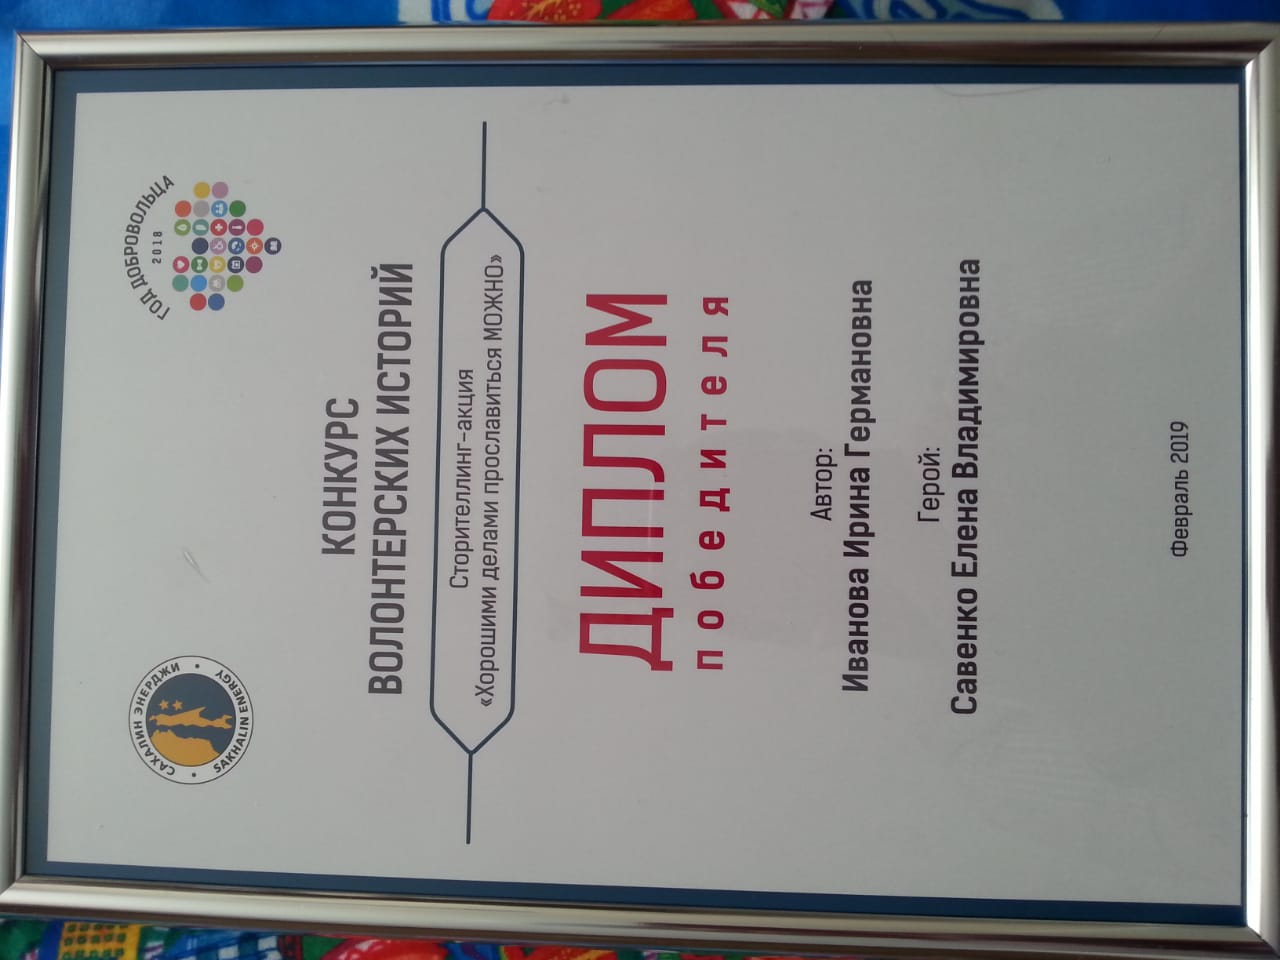 САХАЛИН ЭНЕРДЖИ
SAKHALIN ENERGY
ГОД ДОБРОВОЛЬЦА
2018
КОНКУРС
ВОЛОНТЕРСКИХ ИСТОРИЙ
Сторителлинг-акция
«Хорошими делами прославиться МОЖНО»
ДИПЛОМ
победителя
Автор:
Иванова Ирина Германовна
Герой:
Савенко Елена Владимировна
Февраль 2019